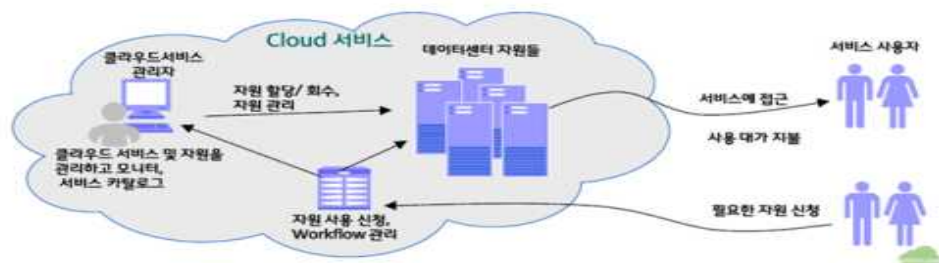 Cloud 서비스
클라우드서비스
관리자
데이터센터 자원들
서비스 사용자
자원 할당/ 회수,
자원 관리
서비스에 접근
사용 대가 지불
클라우드 서비스 및 자원을
관리하고 모니터,
서비스 카탈로그
자원 사용 신청,
Workflow 관리
필요한 자원 신청